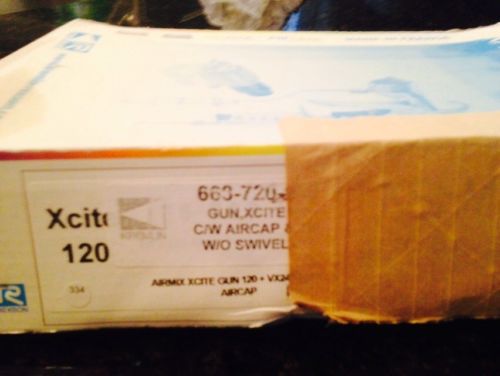 Xcite
120
334
663-720-
GUN,XCITE
C/W AIRCAP &
W/O SWIVEL
AIRMIX XCITE GUN 120 + VX24
AIRCAP